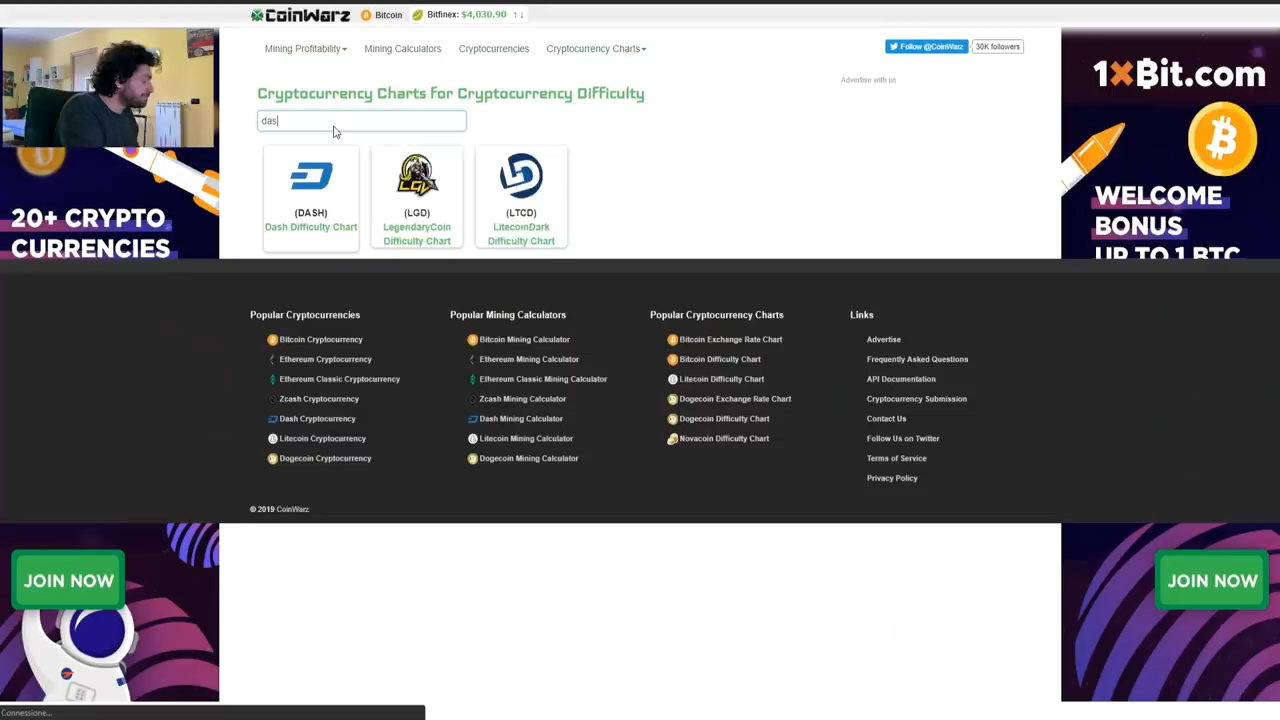 CoinWarz
Bitcoin
Bitfinex: $4,030.90 ↑ ↓
Mining Profitability
Mining Calculators
Cryptocurrencies
Cryptocurrency Charts
Follow @CoinWarz
30K followers
Advertise with us
Cryptocurrency Charts for Cryptocurrency Difficulty
das
(DASH)
Dash Difficulty Chart
LGD
(LGD)
LegendaryCoin
Difficulty Chart
(LTCD)
LitecoinDark
Difficulty Chart
20+ CRYPTO
CURRENCIES
1xBit.com
WELCOME
BONUS
UP TO 1 BTC
Popular Cryptocurrencies
Bitcoin Cryptocurrency
Ethereum Cryptocurrency
Ethereum Classic Cryptocurrency
Zcash Cryptocurrency
Dash Cryptocurrency
Litecoin Cryptocurrency
Dogecoin Cryptocurrency
Popular Mining Calculators
Bitcoin Mining Calculator
Ethereum Mining Calculator
Ethereum Classic Mining Calculator
Zcash Mining Calculator
Dash Mining Calculator
Litecoin Mining Calculator
Dogecoin Mining Calculator
Popular Cryptocurrency Charts
Bitcoin Exchange Rate Chart
Bitcoin Difficulty Chart
Litecoin Difficulty Chart
Dogecoin Exchange Rate Chart
Dogecoin Difficulty Chart
Novacoin Difficulty Chart
Links
Advertise
Frequently Asked Questions
API Documentation
Cryptocurrency Submission
Contact Us
Follow Us on Twitter
Terms of Service
Privacy Policy
© 2019 CoinWarz
JOIN NOW
JOIN NOW
Connessione...